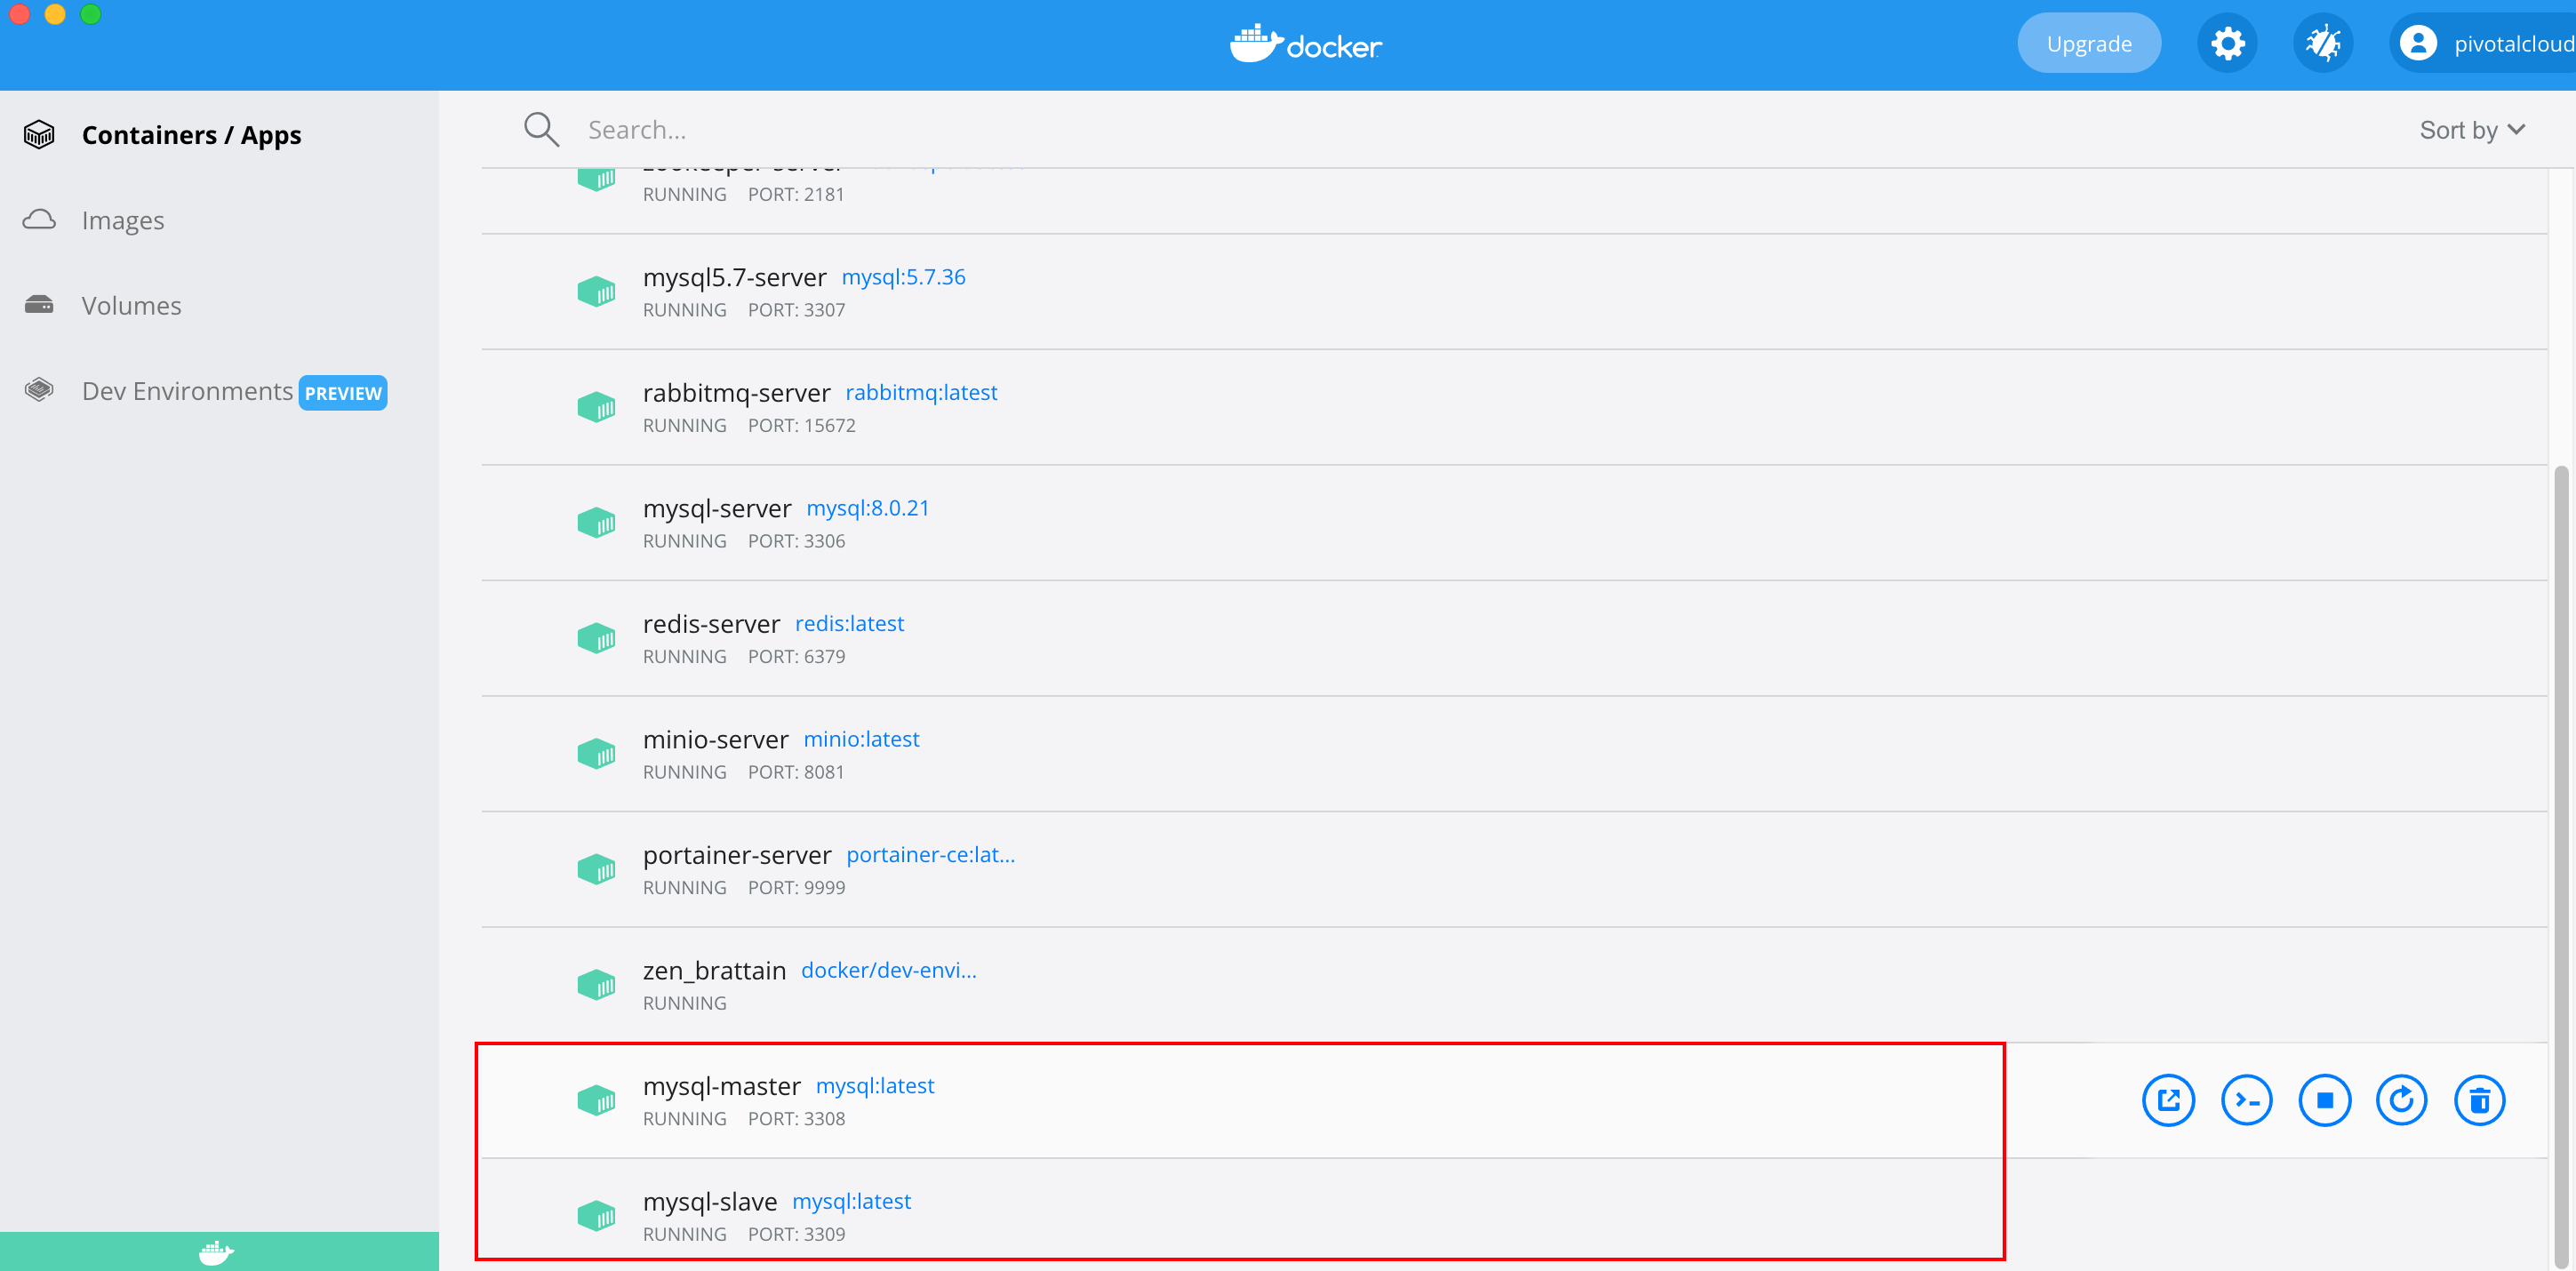 docker
Upgrade
pivotalcloud
Containers / Apps
Images
Volumes
Dev Environments PREVIEW
Search...
Sort by
zookeeper-server
RUNNING PORT: 2181
mysql5.7-server mysql:5.7.36
RUNNING PORT: 3307
rabbitmq-server rabbitmq:latest
RUNNING PORT: 15672
mysql-server mysql:8.0.21
RUNNING PORT: 3306
redis-server redis:latest
RUNNING PORT: 6379
minio-server minio:latest
RUNNING PORT: 8081
portainer-server portainer-ce:lat...
RUNNING PORT: 9999
zen_brattain docker/dev-envi...
RUNNING
mysql-master mysql:latest
RUNNING PORT: 3308
mysql-slave mysql:latest
RUNNING PORT: 3309